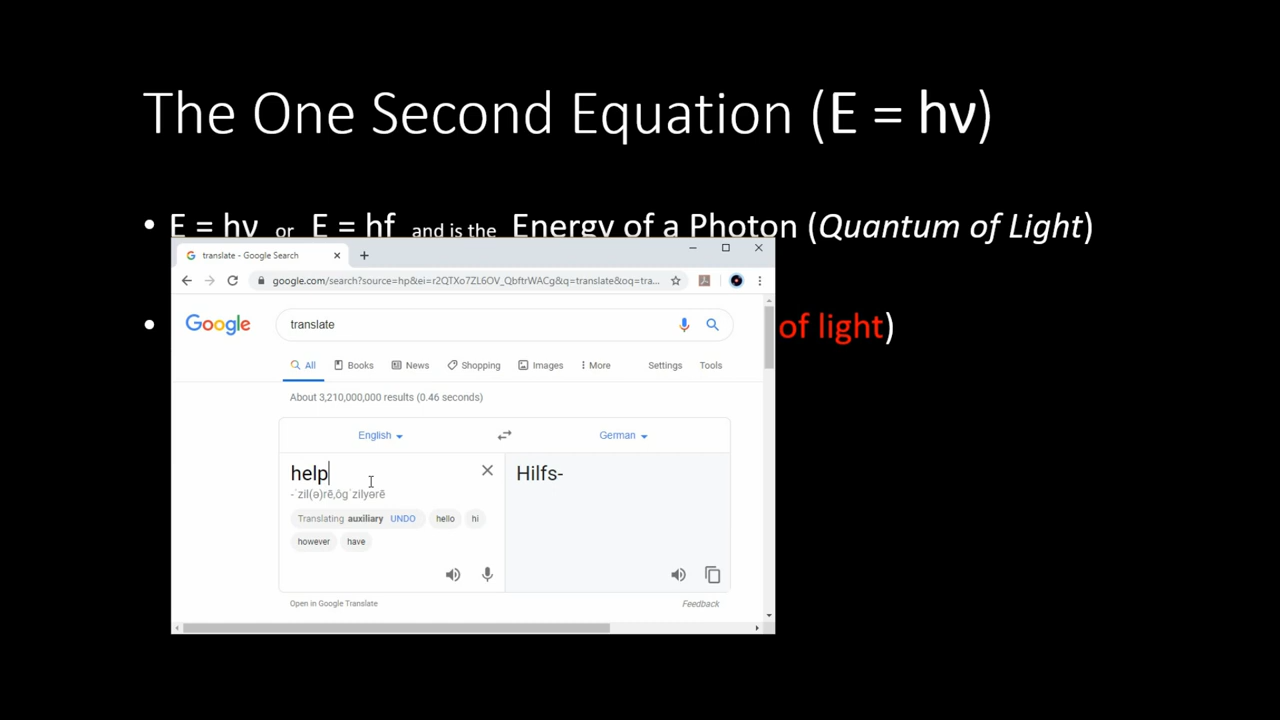 The One Second Equation (E = hν)
• E = hν or E = hf and is the Energy of a Photon (Quantum of Light)
translate - Google Search
google.com/search?source=hp&ei=r2QTXo7ZL6OV_QbftrWACg&q=translate&oq=tra...
• of light)
Google translate
All Books News Shopping Images More Settings Tools
About 3,210,000,000 results (0.46 seconds)
English German
help Hilfs-
-ˈzil(ə)rē,ôɡˈzilyərē
Translating auxiliary UNDO hello hi
however have
Open in Google Translate Feedback